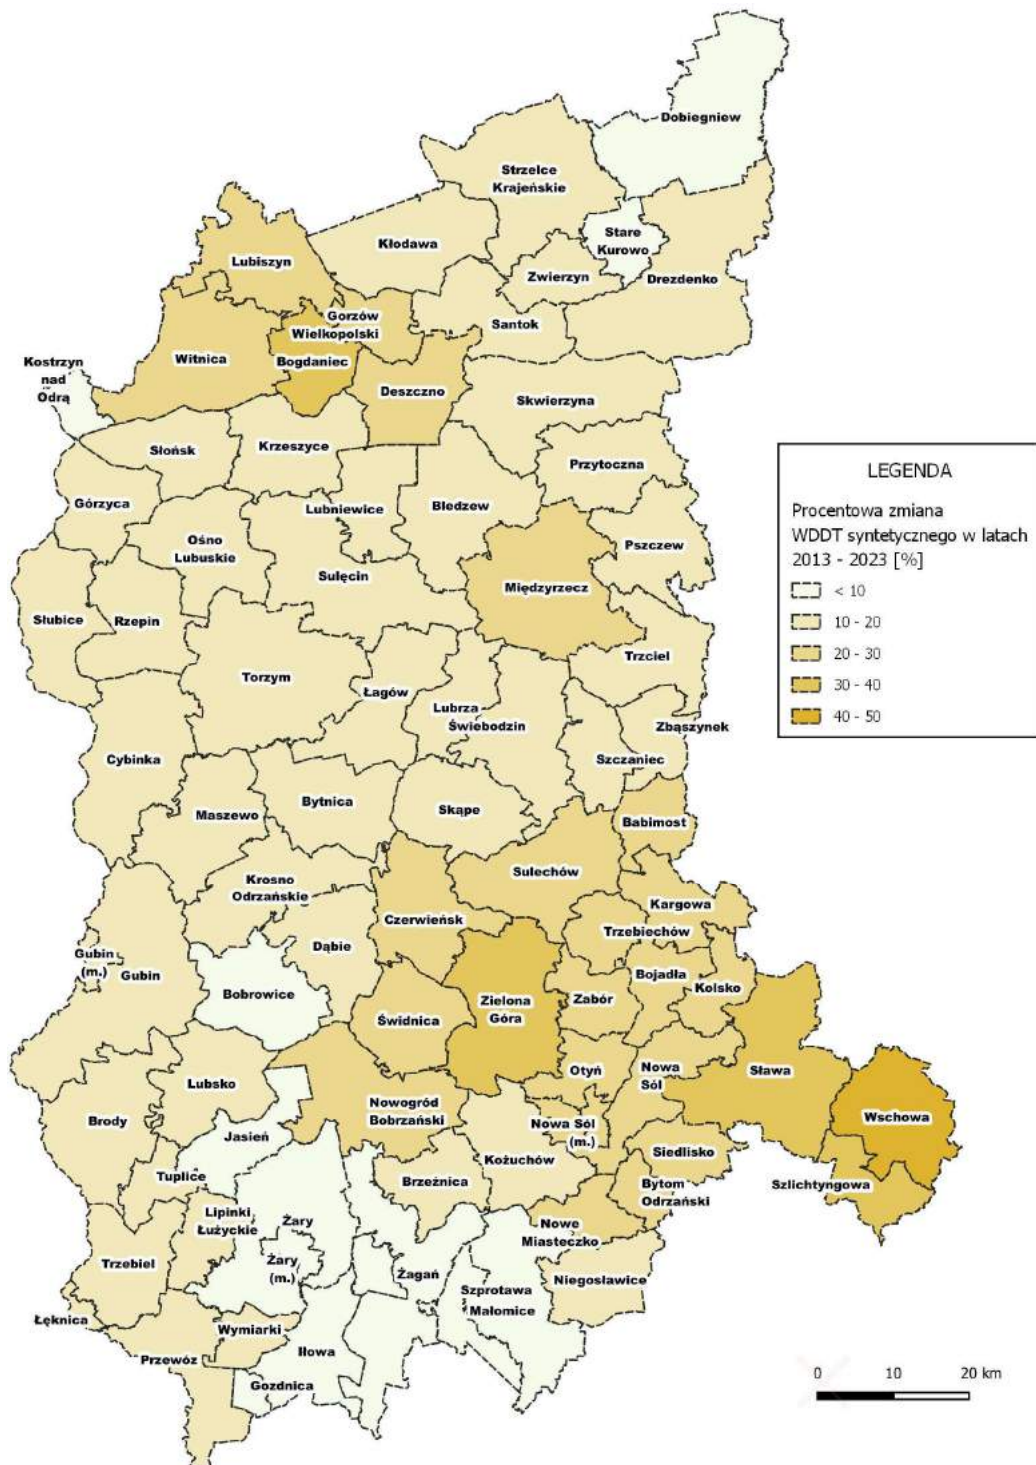 Dobiegniew
Strzelce
Krajeńskie
Stare
Kurowo
Kłodawa
Lubiszyn
Zwierzyn
Drezdenko
Gorzów
Wielkopolski
Santok
Witnica
Bogdaniec
Kostrzyn
nad
Odrą
Deszczno
Skwierzyna
Słońsk
Krzeszyce
Przytoczna
Górzyca
Lubniewice
Bledzew
Ośno
Lubuskie
Pszczew
Sulęcin
Międzyrzecz
Słubice
Rzepin
Trzciel
Torzym
Łagów
Lubrza
Świebodzin
Zbąszynek
Cybinka
Szczaniec
Bytnica
Maszewo
Skąpe
Babimost
Sulechów
Krosno
Odrzańskie
Kargowa
Czerwieńsk
Trzebiechów
Dąbie
Gubin
(m.)
Gubin
Bobrowice
Bojadła
Kolsko
Zielona
Góra
Zabór
Świdnica
Otyń
Nowa
Sól
Sława
Lubsko
Nowogród
Bobrzański
Wschowa
Brody
Jasień
Nowa Sól
(m.)
Kożuchów
Siedlisko
Tuplice
Brzeźnica
Bytom
Odrzański
Szlichtyngowa
Lipinki
Łużyckie
Żary
Nowe
Miasteczko
Trzebiel
Żary
(m.)
Żagań
Szprotawa
Małomice
Niegosławice
Łęknica
Wymiarki
Przewóz
Iłowa
Gozdnica
LEGENDA
Procentowa zmiana
WDDT syntetycznego w latach
2013 - 2023 [%]
< 10
10 - 20
20 - 30
30 - 40
40 - 50
0 10 20 km